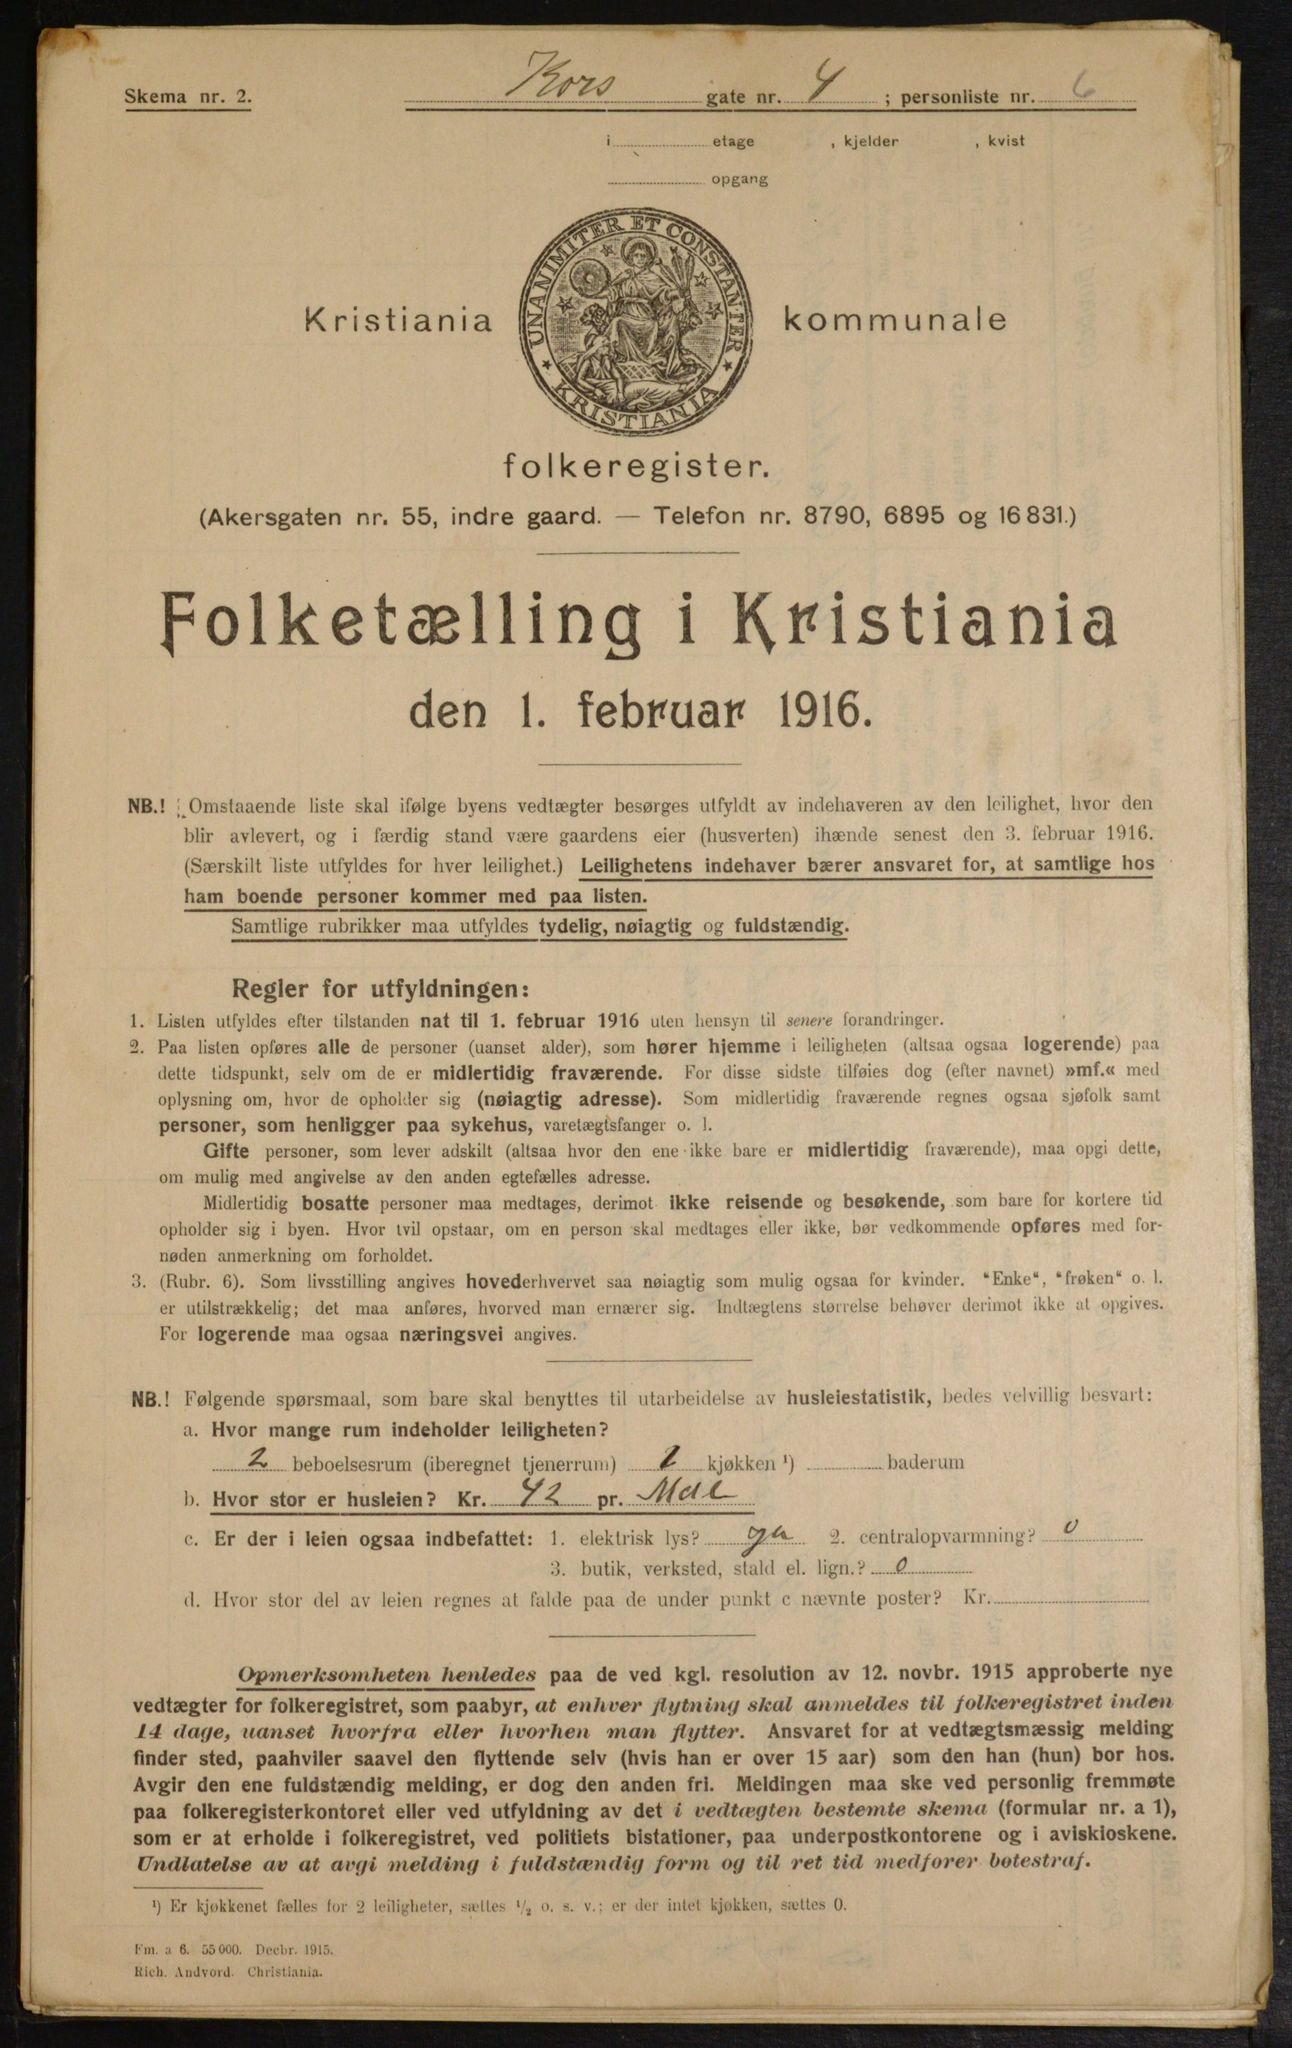 Skema nr. 2.
Kors gate nr. 4 ; personliste nr. 6
i etage , kjelder , kvist
opgang
UNANIMITER ET CONSTANTER
KRISTIANIA
Kristiania kommunale
folkeregister.
(Akersgaten nr. 55, indre gaard. — Telefon nr. 8790, 6895 og 16 831.)
Folketælling i Kristiania
den 1. februar 1916.
NB.! Omstaaende liste skal ifølge byens vedtægter besørges utfyldt av indehaveren av den leilighet, hvor den
blir avlevert, og i færdig stand være gaardens eier (husverten) ihænde senest den 3. februar 1916.
(Særskilt liste utfyldes for hver leilighet.) Leilighetens indehaver bærer ansvaret for, at samtlige hos
ham boende personer kommer med paa listen.
Samtlige rubrikker maa utfyldes tydelig, nøiagtig og fuldstændig.
Regler for utfyldningen:
1. Listen utfyldes efter tilstanden nat til 1. februar 1916 uten hensyn til senere forandringer.
2. Paa listen opføres alle de personer (uanset alder), som hører hjemme i leiligheten (altsaa ogsaa logerende) paa
dette tidspunkt, selv om de er midlertidig fraværende. For disse sidste tilføies dog (efter navnet) »mf.« med
oplysning om, hvor de opholder sig (nøiagtig adresse). Som midlertidig fraværende regnes ogsaa sjøfolk samt
personer, som henligger paa sykehus, varetægtsfanger o. l.
Gifte personer, som lever adskilt (altsaa hvor den ene ikke bare er midlertidig fraværende), maa opgi dette,
om mulig med angivelse av den anden egtefælles adresse.
Midlertidig bosatte personer maa medtages, derimot ikke reisende og besøkende, som bare for kortere tid
opholder sig i byen. Hvor tvil opstaar, om en person skal medtages eller ikke, bør vedkommende opføres med for-
nøden anmerkning om forholdet.
3. (Rubr. 6). Som livsstilling angives hovederhvervet saa nøiagtig som mulig ogsaa for kvinder. "Enke", "frøken" o. l.
er utilstrækkelig; det maa anføres, hvorved man ernærer sig. Indtægtens størrelse behøver derimot ikke at opgives.
For logerende maa ogsaa næringsvei angives.
NB.! Følgende spørsmaal, som bare skal benyttes til utarbeidelse av husleiestatistik, bedes velvillig besvart:
a. Hvor mange rum indeholder leiligheten?
2 beboelsesrum (iberegnet tjenerrum) 1 kjøkken ¹) baderum
b. Hvor stor er husleien? Kr. 42 pr. Md
c. Er der i leien ogsaa indbefattet: 1. elektrisk lys? ja 2. centralopvarmning? 0
3. butik, verksted, stald el. lign.? 0
d. Hvor stor del av leien regnes at falde paa de under punkt c nævnte poster? Kr.
Opmerksomheten henledes paa de ved kgl. resolution av 12. novbr. 1915 approberte nye
vedtægter for folkeregistret, som paabyr, at enhver flytning skal anmeldes til folkeregistret inden
14 dage, uanset hvorfra eller hvorhen man flytter. Ansvaret for at vedtægtsmæssig melding
finder sted, paahviler saavel den flyttende selv (hvis han er over 15 aar) som den han (hun) bor hos.
Avgir den ene fuldstændig melding, er dog den anden fri. Meldingen maa ske ved personlig fremmøte
paa folkeregisterkontoret eller ved utfyldning av det i vedtægten bestemte skema (formular nr. a 1),
som er at erholde i folkeregistret, ved politiets bistationer, paa underpostkontorene og i aviskioskene.
Undlatelse av at avgi melding i fuldstændig form og til ret tid medfører bøtestraf.
¹) Er kjøkkenet fælles for 2 leiligheter, sættes ½ o. s. v.; er der intet kjøkken, sættes 0.
Fm. a 6. 55 000. Decbr. 1915.
Rich. Andvord. Christiania.